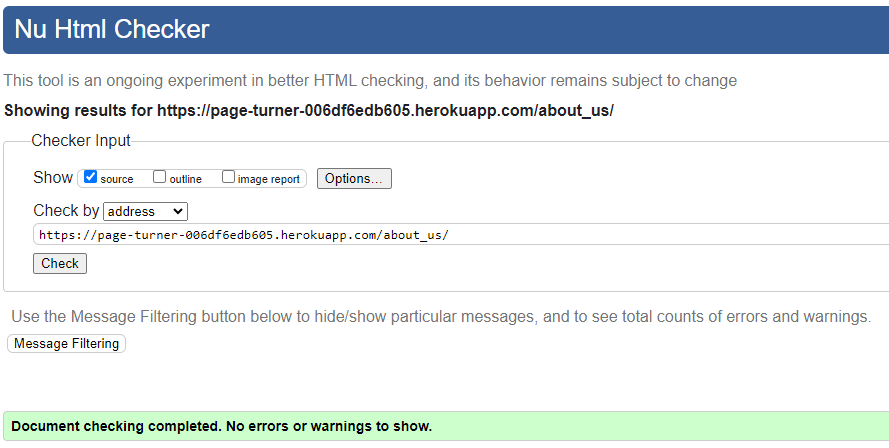 Nu Html Checker
This tool is an ongoing experiment in better HTML checking, and its behavior remains subject to change
Showing results for https://page-turner-006df6edb605.herokuapp.com/about_us/
Checker Input
Show source outline image report Options...
Check by address
https://page-turner-006df6edb605.herokuapp.com/about_us/
Check
Use the Message Filtering button below to hide/show particular messages, and to see total counts of errors and warnings.
Message Filtering
Document checking completed. No errors or warnings to show.